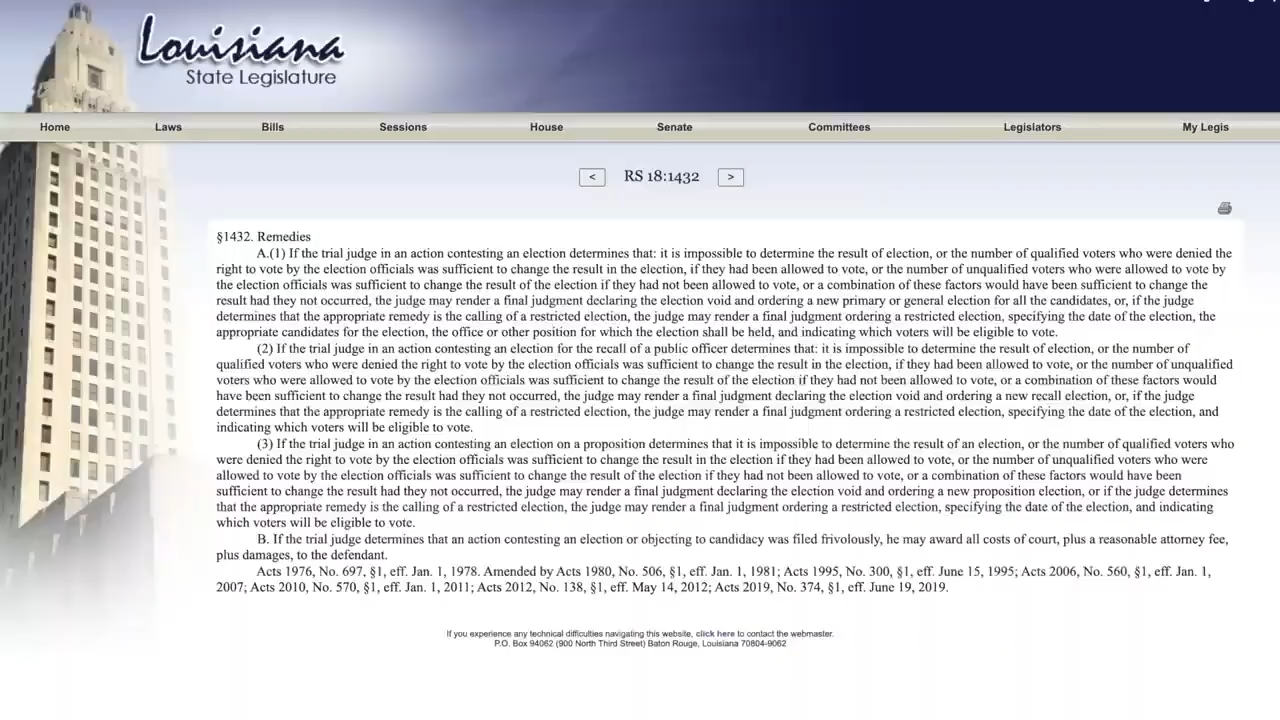 Louisiana
State Legislature
Home Laws Bills Sessions House Senate Committees Legislators My Legis
< RS 18:1432 >
§1432. Remedies
A.(1) If the trial judge in an action contesting an election determines that: it is impossible to determine the result of election, or the number of qualified voters who were denied the
right to vote by the election officials was sufficient to change the result in the election, if they had been allowed to vote, or the number of unqualified voters who were allowed to vote by
the election officials was sufficient to change the result of the election if they had not been allowed to vote, or a combination of these factors would have been sufficient to change the
result had they not occurred, the judge may render a final judgment declaring the election void and ordering a new primary or general election for all the candidates, or, if the judge
determines that the appropriate remedy is the calling of a restricted election, the judge may render a final judgment ordering a restricted election, specifying the date of the election, the
appropriate candidates for the election, the office or other position for which the election shall be held, and indicating which voters will be eligible to vote.
(2) If the trial judge in an action contesting an election for the recall of a public officer determines that: it is impossible to determine the result of election, or the number of
qualified voters who were denied the right to vote by the election officials was sufficient to change the result in the election, if they had been allowed to vote, or the number of unqualified
voters who were allowed to vote by the election officials was sufficient to change the result of the election if they had not been allowed to vote, or a combination of these factors would
have been sufficient to change the result had they not occurred, the judge may render a final judgment declaring the election void and ordering a new recall election, or, if the judge
determines that the appropriate remedy is the calling of a restricted election, the judge may render a final judgment ordering a restricted election, specifying the date of the election, and
indicating which voters will be eligible to vote.
(3) If the trial judge in an action contesting an election on a proposition determines that it is impossible to determine the result of an election, or the number of qualified voters who
were denied the right to vote by the election officials was sufficient to change the result in the election if they had been allowed to vote, or the number of unqualified voters who were
allowed to vote by the election officials was sufficient to change the result of the election if they had not been allowed to vote, or a combination of these factors would have been
sufficient to change the result had they not occurred, the judge may render a final judgment declaring the election void and ordering a new proposition election, or if the judge determines
that the appropriate remedy is the calling of a restricted election, the judge may render a final judgment ordering a restricted election, specifying the date of the election, and indicating
which voters will be eligible to vote.
B. If the trial judge determines that an action contesting an election or objecting to candidacy was filed frivolously, he may award all costs of court, plus a reasonable attorney fee,
plus damages, to the defendant.
Acts 1976, No. 697, §1, eff. Jan. 1, 1978. Amended by Acts 1980, No. 506, §1, eff. Jan. 1, 1981; Acts 1995, No. 300, §1, eff. June 15, 1995; Acts 2006, No. 560, §1, eff. Jan. 1,
2007; Acts 2010, No. 570, §1, eff. Jan. 1, 2011; Acts 2012, No. 138, §1, eff. May 14, 2012; Acts 2019, No. 374, §1, eff. June 19, 2019.
If you experience any technical difficulties navigating this website, click here to contact the webmaster.
P.O. Box 94062 (900 North Third Street) Baton Rouge, Louisiana 70804-9062